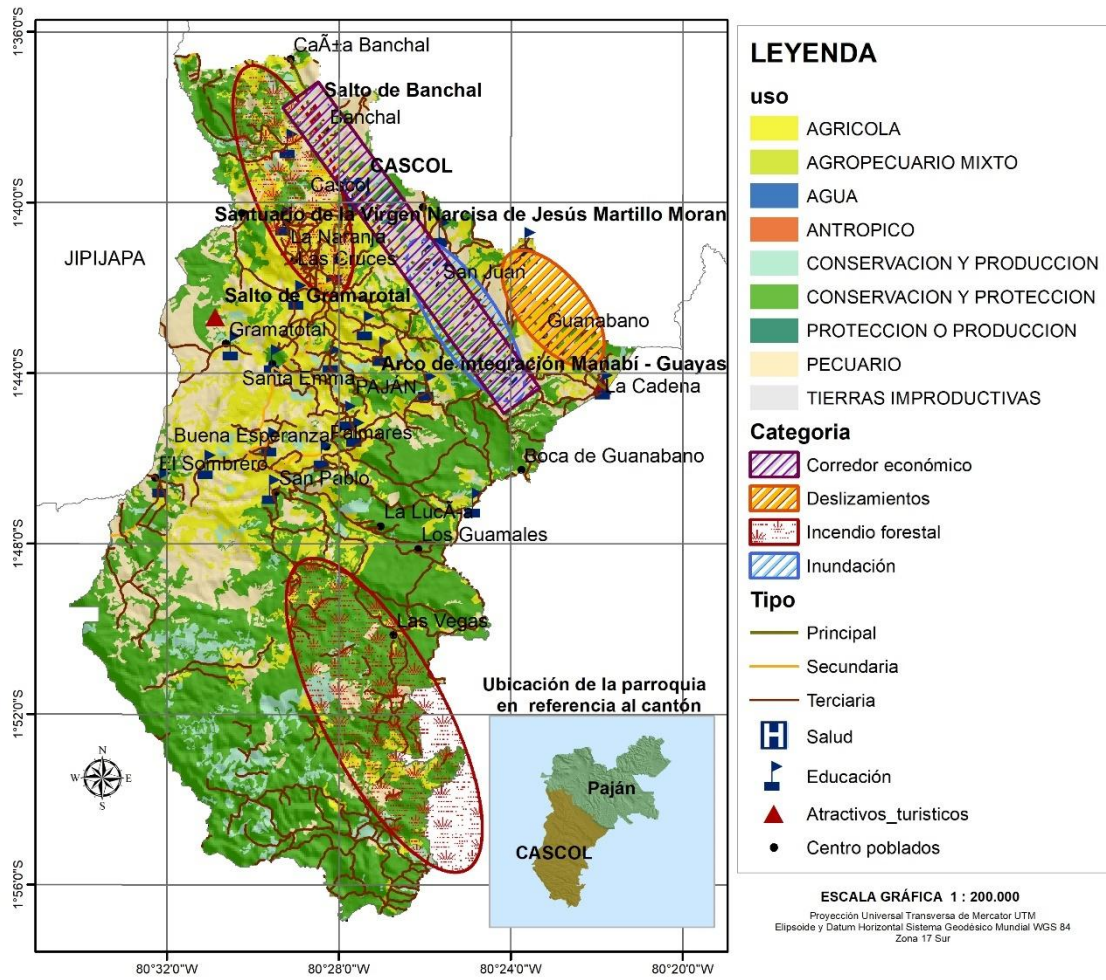 1°36'0"S
1°40'0"S
1°44'0"S
1°48'0"S
1°52'0"S
1°56'0"S
CaÃ±a Banchal
Salto de Banchal
Banchal
CASCOL
Cascol
Santuario de la Virgen Narcisa de Jesús Martillo Moran
La Naranja
JIPIJAPA
Las Cruces
San Juan
Salto de Gramarotal
Guanabano
Gramatotal
Arco de integración Manabí - Guayas
Santa Emma
PAJÁN
La Cadena
Buena Esperanza
Palmares
Boca de Guanabano
El Sombrero
San Pablo
La LucÃ­a
Los Guamales
Las Vegas
Ubicación de la parroquia
en referencia al cantón
Paján
CASCOL
N
W
E
S
80°32'0"W
80°28'0"W
80°24'0"W
80°20'0"W
LEYENDA
uso
AGRICOLA
AGROPECUARIO MIXTO
AGUA
ANTROPICO
CONSERVACION Y PRODUCCION
CONSERVACION Y PROTECCION
PROTECCION O PRODUCCION
PECUARIO
TIERRAS IMPRODUCTIVAS
Categoria
Corredor económico
Deslizamientos
Incendio forestal
Inundación
Tipo
Principal
Secundaria
Terciaria
H Salud
Educación
Atractivos_turisticos
Centro poblados
ESCALA GRÁFICA 1 : 200.000
Proyección Universal Transversa de Mercator UTM
Elipsoide y Datum Horizontal Sistema Geodésico Mundial WGS 84
Zona 17 Sur